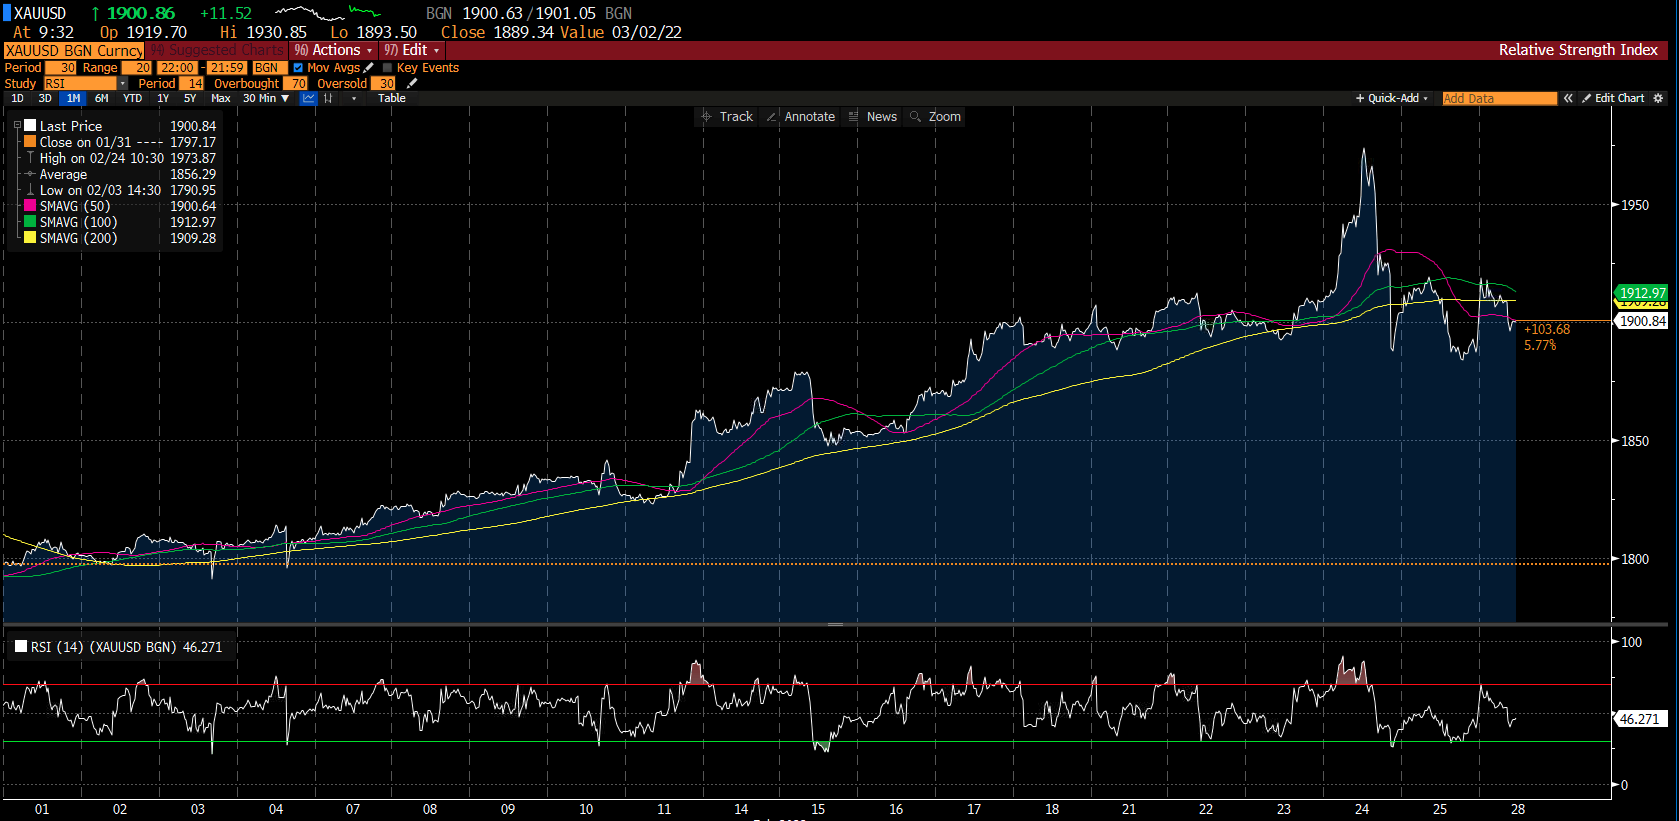 XAUUSD ↑ 1900.86 +11.52 BGN 1900.63/1901.05 BGN
At 9:32 Op 1919.70 Hi 1930.85 Lo 1893.50 Close 1889.34 Value 03/02/22
XAUUSD BGN Curncy 99) Suggested Charts 96) Actions 97) Edit Relative Strength Index
Period 30 Range 20 22:00 - 21:59 BGN Mov Avgs Key Events
Study RSI Period 14 Overbought 70 Oversold 30
1D 3D 1M 6M YTD 1Y 5Y Max 30 Min ▼ Table + Quick-Add Add Data « Edit Chart
Track Annotate News Zoom
Last Price 1900.84
Close on 01/31 ---- 1797.17
High on 02/24 10:30 1973.87
Average 1856.29
Low on 02/03 14:30 1790.95
SMAVG (50) 1900.64
SMAVG (100) 1912.97
SMAVG (200) 1909.28
1950
1912.97
1909.28
1900.84
+103.68
5.77%
1850
1800
RSI (14) (XAUUSD BGN) 46.271
100
46.271
0
01 02 03 04 07 08 09 10 11 14 15 16 17 18 21 22 23 24 25 28